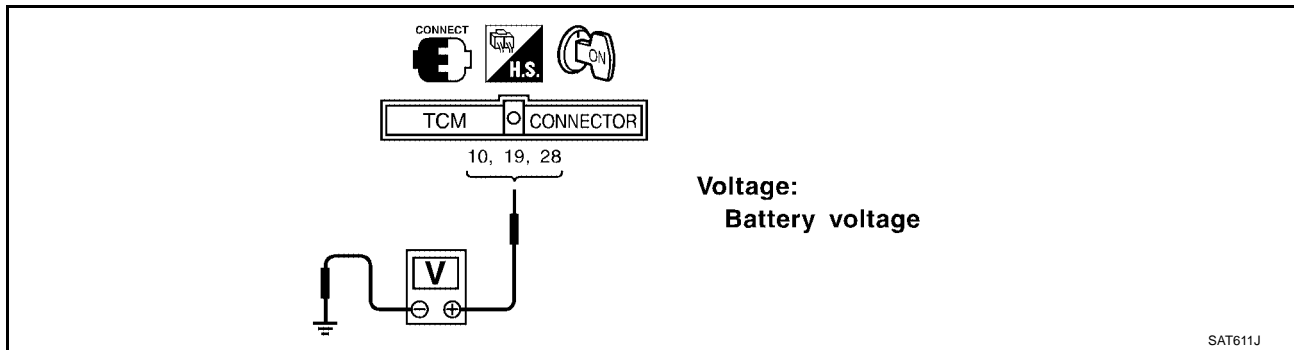 CONNECT
H.S.
ON
TCM CONNECTOR
10, 19, 28
Voltage:
Battery voltage
V
SAT611J